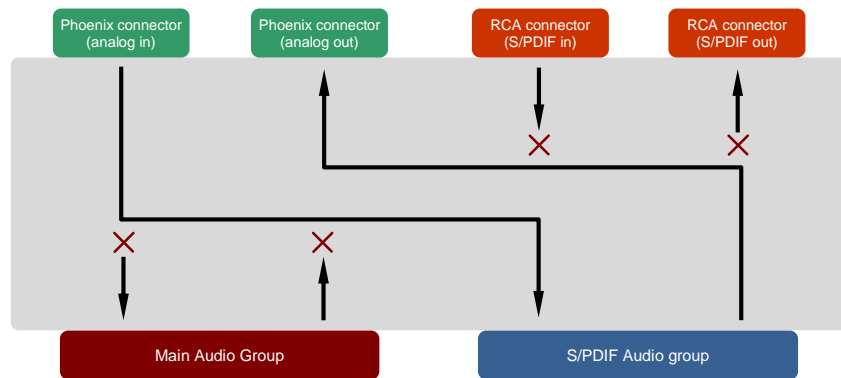 Phoenix connector
(analog in)
Phoenix connector
(analog out)
RCA connector
(S/PDIF in)
RCA connector
(S/PDIF out)
Main Audio Group
S/PDIF Audio group